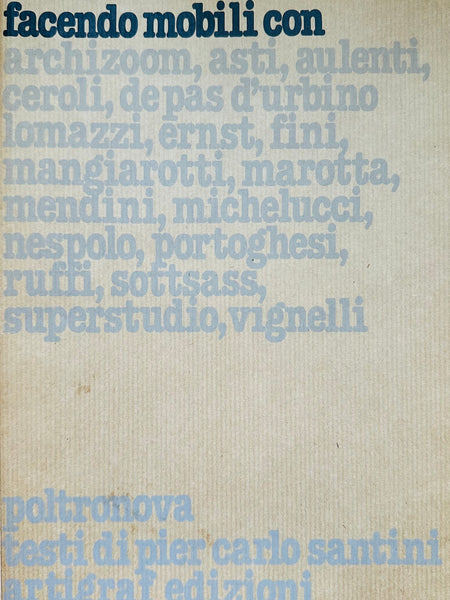 facendo mobili con
archizoom, asti, aulenti,
ceroli, de pas d'urbino
lomazzi, ernst, fini,
mangiarotti, marotta,
mendini, michelucci,
nespolo, portoghesi,
ruffi, sottsass,
superstudio, vignelli
poltronova
testi di pier carlo santini
artigraf edizioni